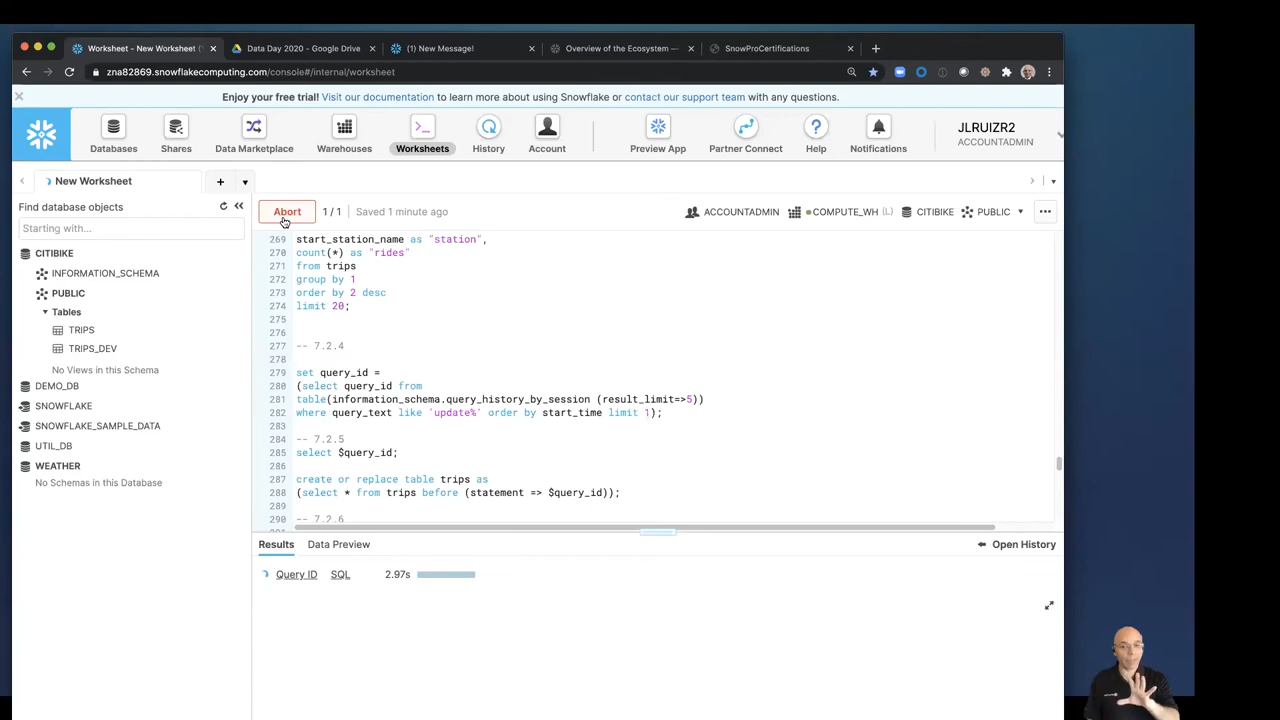 Worksheet - New Worksheet (
Data Day 2020 - Google Drive
(1) New Message!
Overview of the Ecosystem —
SnowProCertifications
zna82869.snowflakecomputing.com/console#/internal/worksheet
Enjoy your free trial! Visit our documentation to learn more about using Snowflake or contact our support team with any questions.
Databases
Shares
Data Marketplace
Warehouses
Worksheets
History
Account
Preview App
Partner Connect
Help
Notifications
JLRUIZR2
ACCOUNTADMIN
New Worksheet
Find database objects
Starting with...
CITIBIKE
INFORMATION_SCHEMA
PUBLIC
Tables
TRIPS
TRIPS_DEV
No Views in this Schema
DEMO_DB
SNOWFLAKE
SNOWFLAKE_SAMPLE_DATA
UTIL_DB
WEATHER
No Schemas in this Database
Abort 1 / 1 Saved 1 minute ago
ACCOUNTADMIN COMPUTE_WH (L) CITIBIKE PUBLIC
269 start_station_name as "station",
270 count(*) as "rides"
271 from trips
272 group by 1
273 order by 2 desc
274 limit 20;
275
276
277 -- 7.2.4
278
279 set query_id =
280 (select query_id from
281 table(information_schema.query_history_by_session (result_limit=>5))
282 where query_text like 'update%' order by start_time limit 1);
283
284 -- 7.2.5
285 select $query_id;
286
287 create or replace table trips as
288 (select * from trips before (statement => $query_id));
289
290 -- 7.2.6
Results Data Preview
Open History
Query ID SQL 2.97s